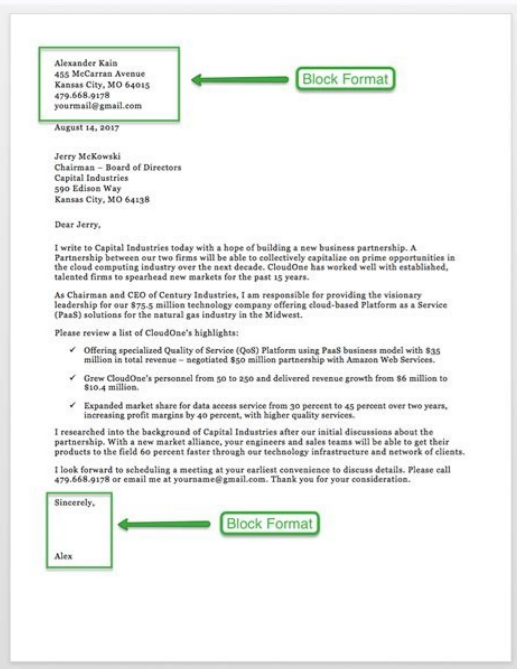 Alexander Kain
455 McCarran Avenue
Kansas City, MO 64015
479.668.9178
yourmail@gmail.com
Block Format
August 14, 2017
Jerry McKowski
Chairman – Board of Directors
Capital Industries
590 Edison Way
Kansas City, MO 64138
Dear Jerry,
I write to Capital Industries today with a hope of building a new business partnership. A
Partnership between our two firms will be able to collectively capitalize on prime opportunities in
the cloud computing industry over the next decade. CloudOne has worked well with established,
talented firms to spearhead new markets for the past 15 years.
As Chairman and CEO of Century Industries, I am responsible for providing the visionary
leadership for our $75.5 million technology company offering cloud-based Platform as a Service
(PaaS) solutions for the natural gas industry in the Midwest.
Please review a list of CloudOne's highlights:
✓ Offering specialized Quality of Service (QoS) Platform using PaaS business model with $35
million in total revenue – negotiated $50 million partnership with Amazon Web Services.
✓ Grew CloudOne's personnel from 50 to 250 and delivered revenue growth from $6 million to
$10.4 million.
✓ Expanded market share for data access service from 30 percent to 45 percent over two years,
increasing profit margins by 40 percent, with higher quality services.
I researched into the background of Capital Industries after our initial discussions about the
partnership. With a new market alliance, your engineers and sales teams will be able to get their
products to the field 60 percent faster through our technology infrastructure and network of clients.
I look forward to scheduling a meeting at your earliest convenience to discuss details. Please call
479.668.9178 or email me at yourname@gmail.com. Thank you for your consideration.
Sincerely,
Block Format
Alex